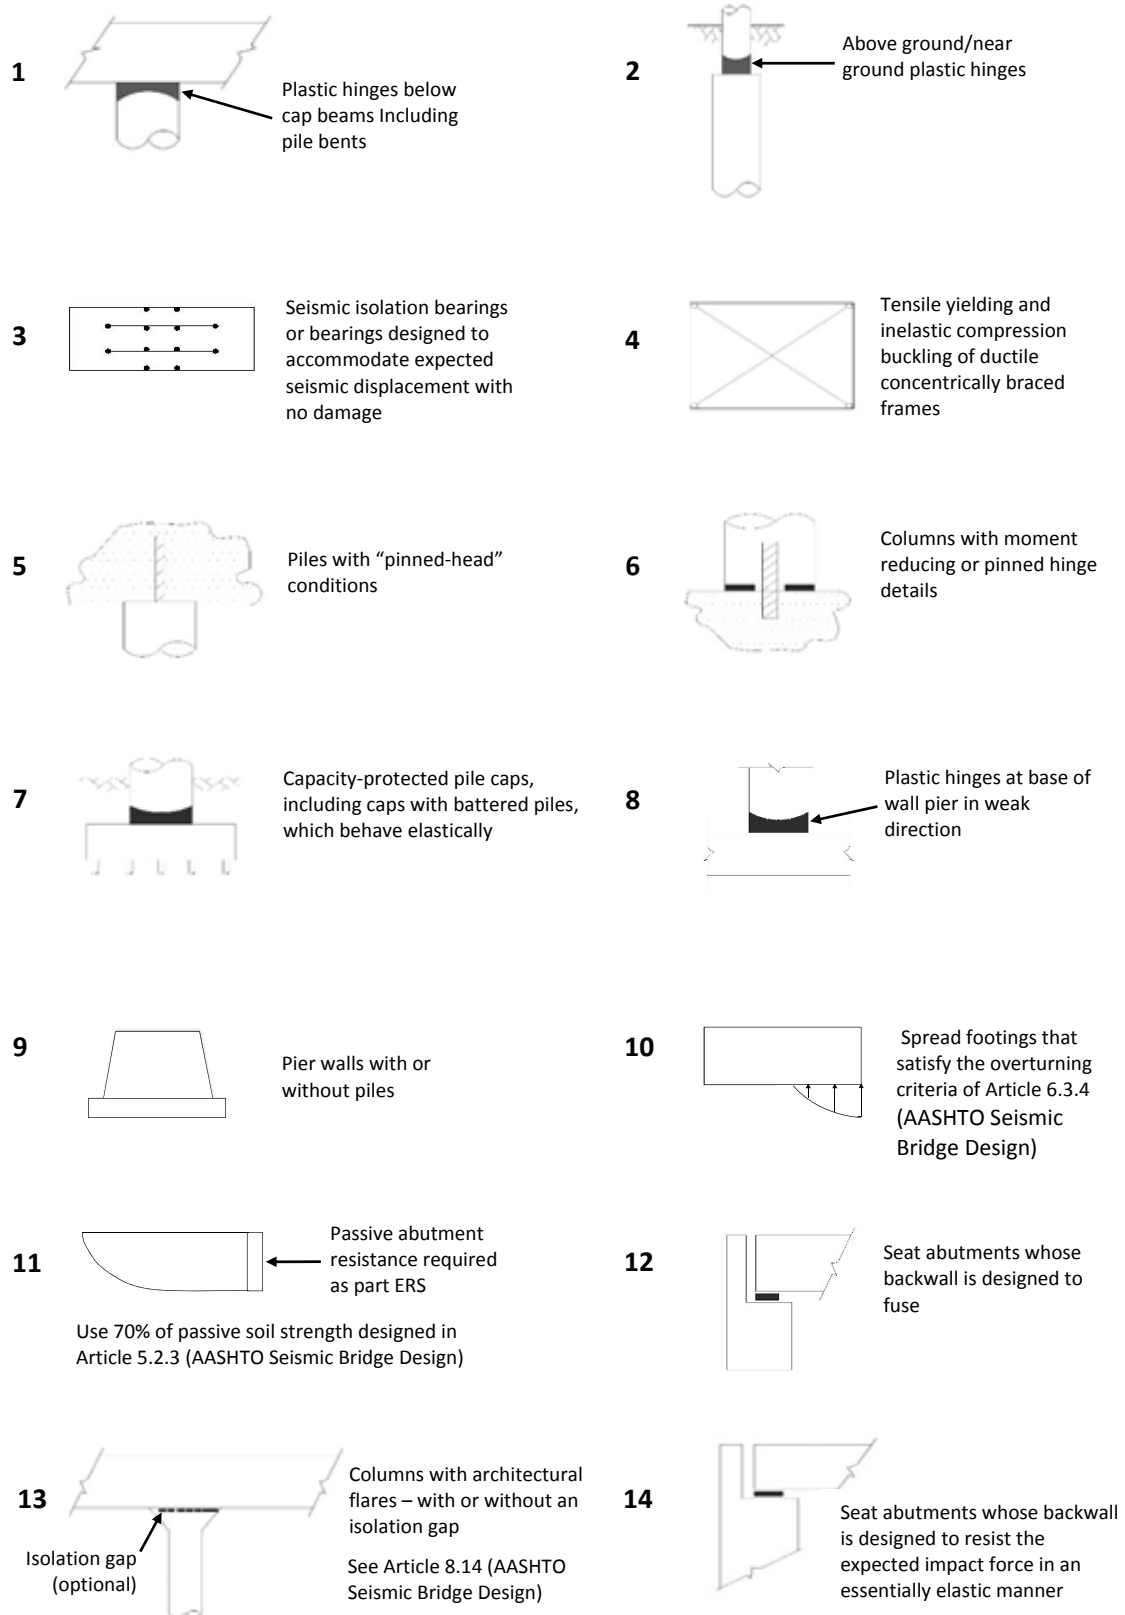 1
Plastic hinges below
cap beams Including
pile bents
2
Above ground/near
ground plastic hinges
3
Seismic isolation bearings
or bearings designed to
accommodate expected
seismic displacement with
no damage
4
Tensile yielding and
inelastic compression
buckling of ductile
concentrically braced
frames
5
Piles with “pinned-head”
conditions
6
Columns with moment
reducing or pinned hinge
details
7
Capacity-protected pile caps,
including caps with battered piles,
which behave elastically
8
Plastic hinges at base of
wall pier in weak
direction
9
Pier walls with or
without piles
10
Spread footings that
satisfy the overturning
criteria of Article 6.3.4
(AASHTO Seismic
Bridge Design)
11
Passive abutment
resistance required
as part ERS
Use 70% of passive soil strength designed in
Article 5.2.3 (AASHTO Seismic Bridge Design)
12
Seat abutments whose
backwall is designed to
fuse
13
Isolation gap
(optional)
Columns with architectural
flares – with or without an
isolation gap
See Article 8.14 (AASHTO
Seismic Bridge Design)
14
Seat abutments whose backwall
is designed to resist the
expected impact force in an
essentially elastic manner